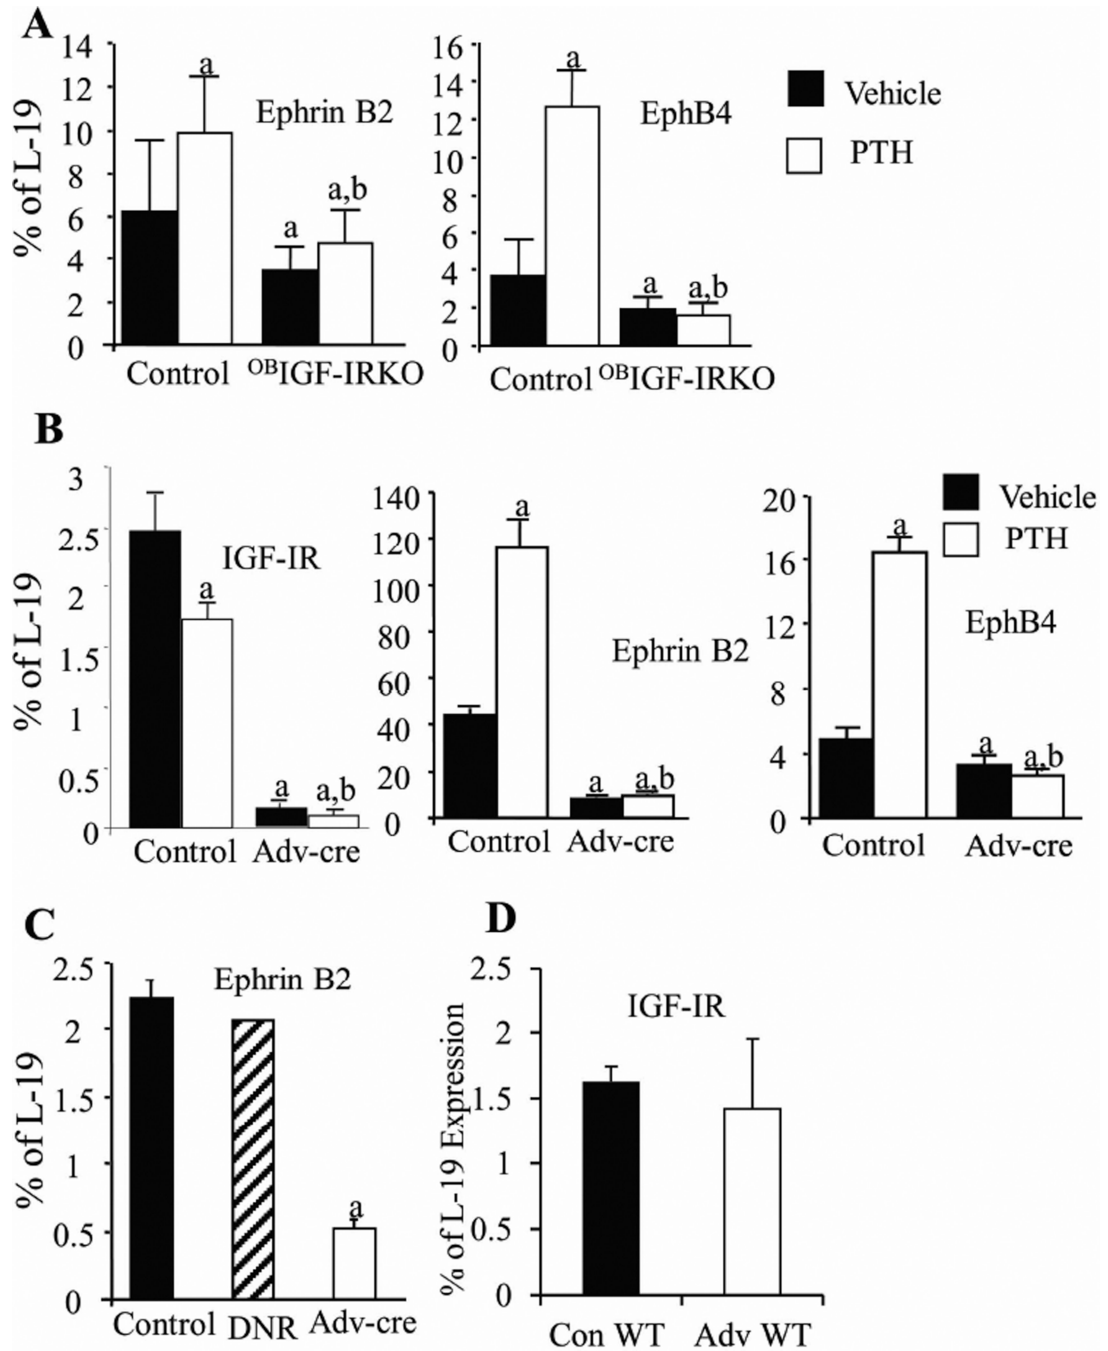 A
% of L-19
14
12
10
8
6
4
2
0
a
a
a,b
Ephrin B2
Control
OBIGF-IRKO
16
14
12
10
8
6
4
2
0
a
a
a,b
EphB4
Control
OBIGF-IRKO
Vehicle
PTH
B
% of L-19
3
2.5
2
1.5
1
0.5
0
a
a
a,b
IGF-IR
Control
Adv-cre
140
120
100
80
60
40
20
0
a
a
a,b
Ephrin B2
Control
Adv-cre
20
16
12
8
4
0
a
a
a,b
EphB4
Control
Adv-cre
Vehicle
PTH
C
% of L-19
2.5
2
1.5
1
0.5
0
Ephrin B2
a
Control
DNR
Adv-cre
D
% of L-19 Expression
2.5
2
1.5
1
0.5
0
IGF-IR
Con WT
Adv WT